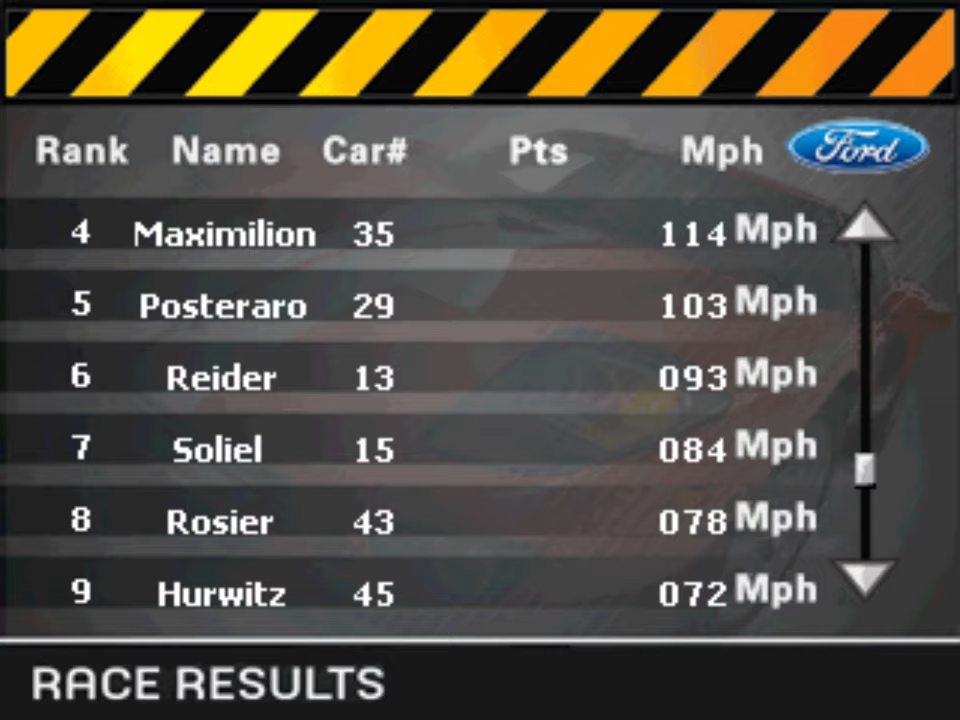 Rank Name Car# Pts Mph Ford
4 Maximilion 35 114 Mph
5 Posteraro 29 103 Mph
6 Reider 13 093 Mph
7 Soliel 15 084 Mph
8 Rosier 43 078 Mph
9 Hurwitz 45 072 Mph
RACE RESULTS